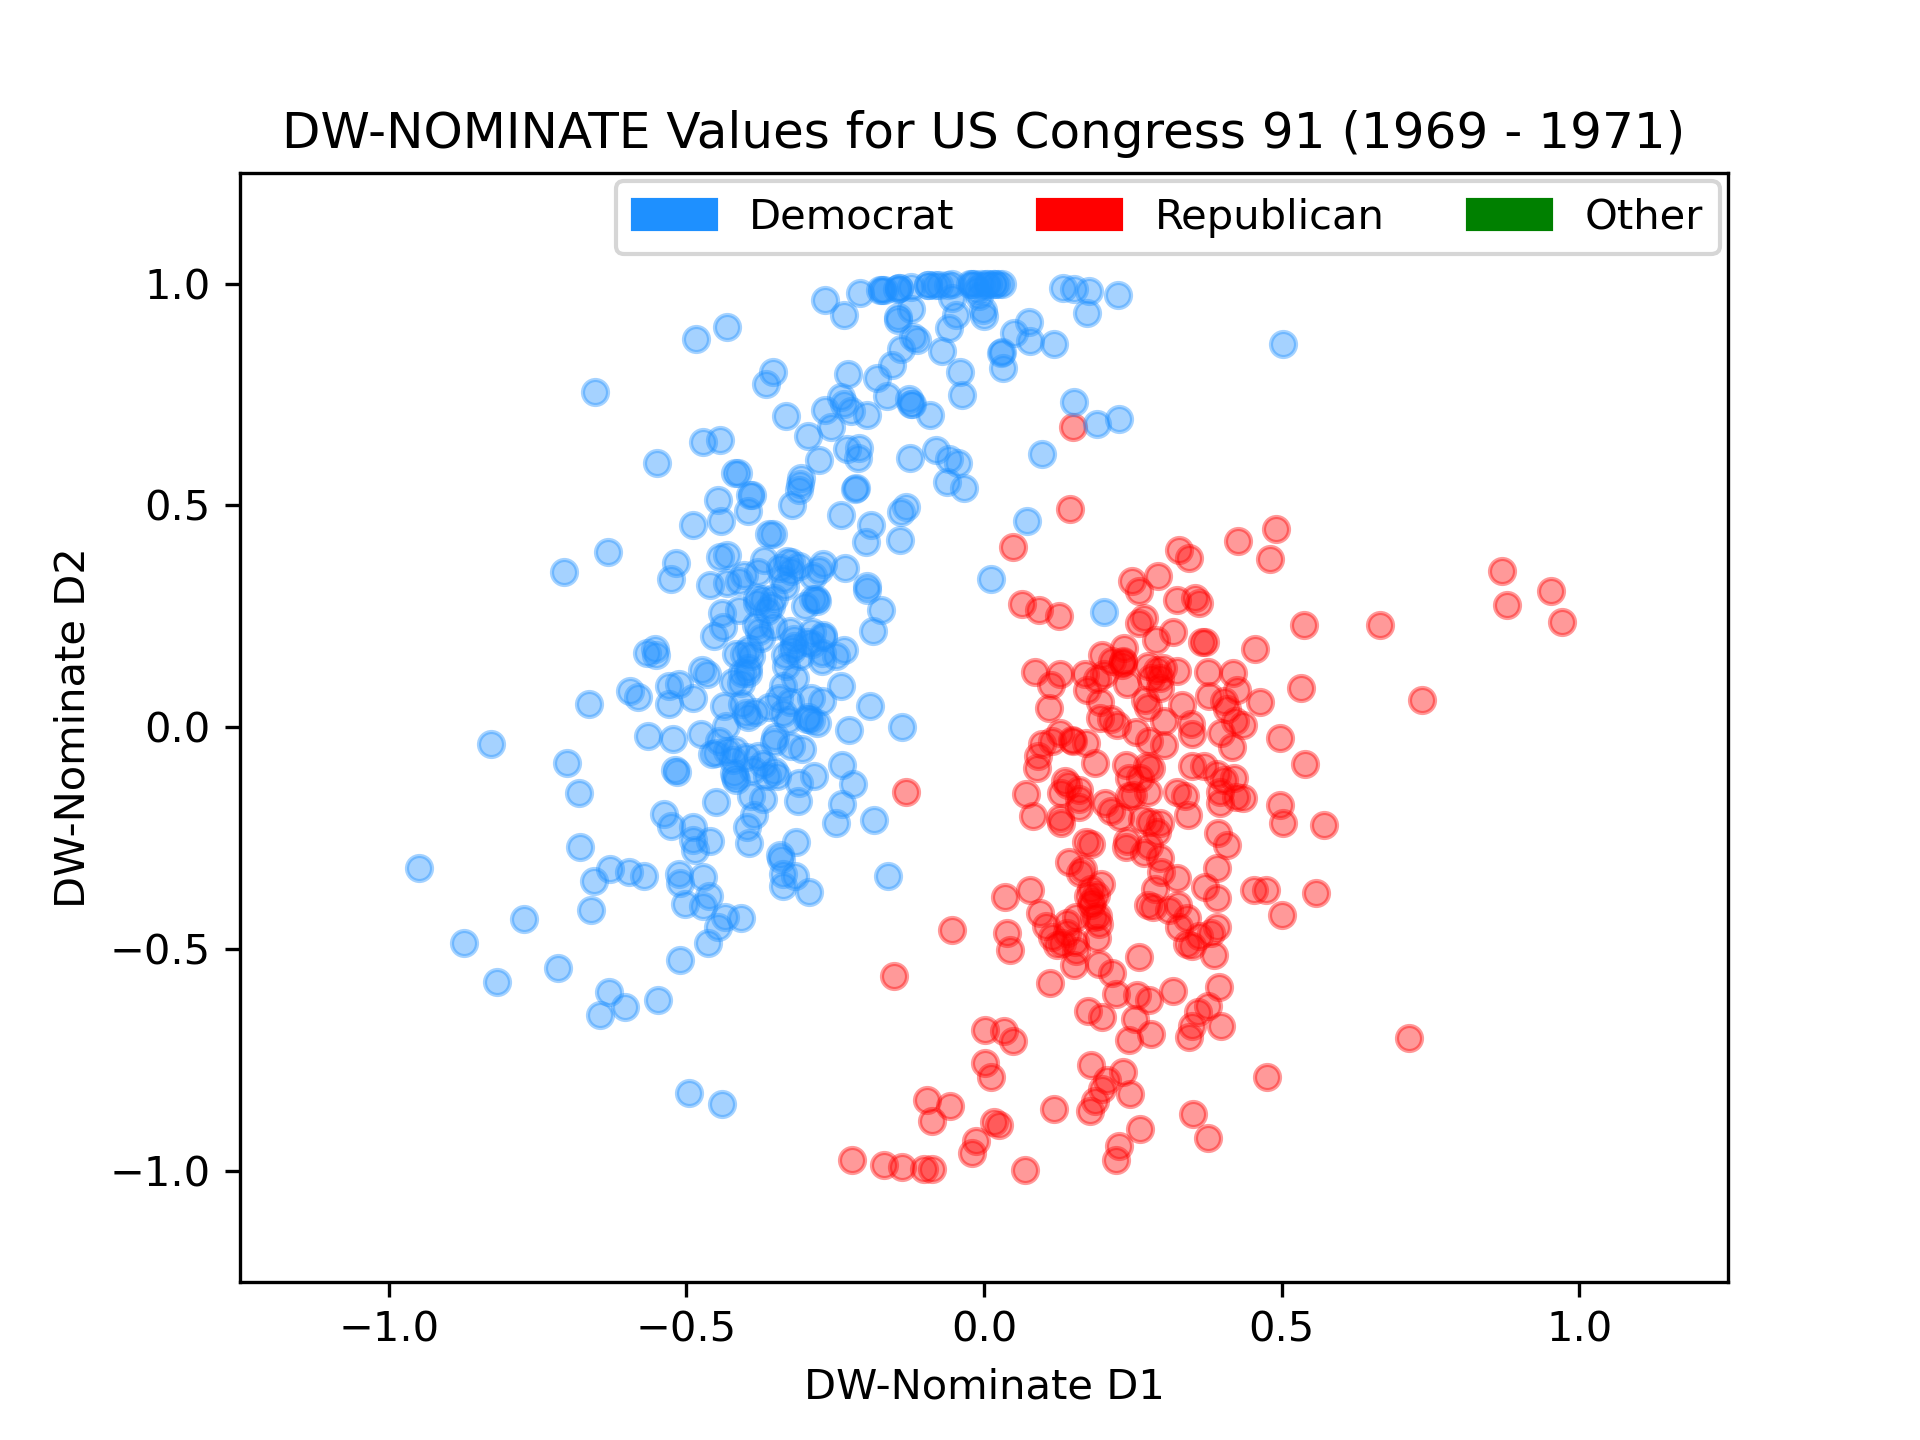 DW-NOMINATE Values for US Congress 91 (1969 - 1971)
Democrat Republican Other
1.0
0.5
0.0
−0.5
−1.0
DW-Nominate D2
−1.0 −0.5 0.0 0.5 1.0
DW-Nominate D1